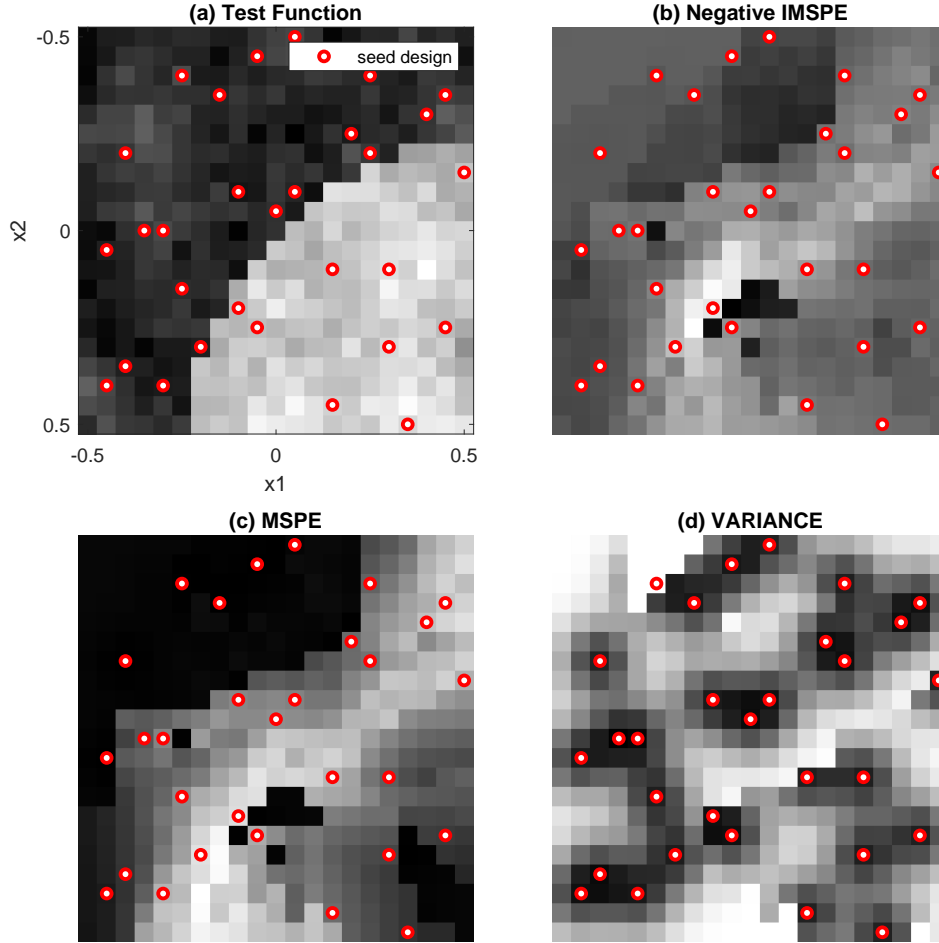 (a) Test Function
(b) Negative IMSPE
-0.5
seed design
x2
0
0.5
-0.5
0
0.5
x1
(c) MSPE
(d) VARIANCE